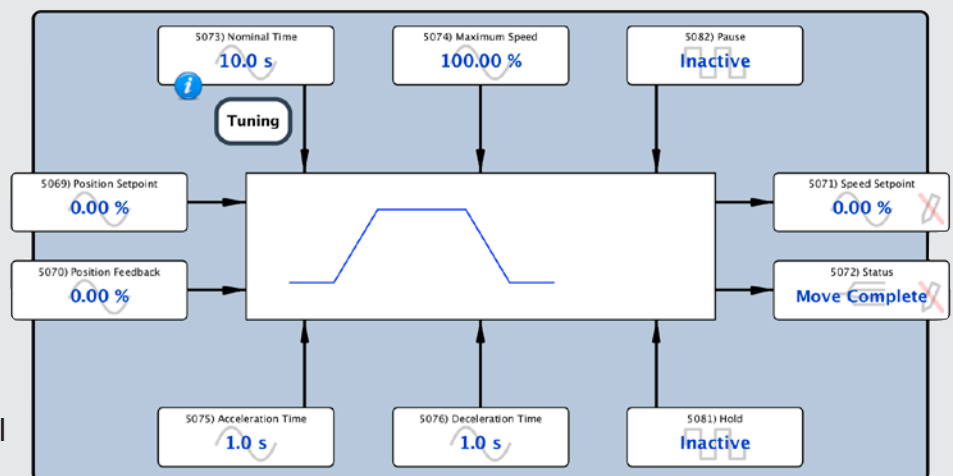 5073) Nominal Time
10.0 s
5074) Maximum Speed
100.00 %
5082) Pause
Inactive
i
Tuning
5069) Position Setpoint
0.00 %
5071) Speed Setpoint
0.00 %
5070) Position Feedback
0.00 %
5072) Status
Move Complete
5075) Acceleration Time
1.0 s
5076) Deceleration Time
1.0 s
5081) Hold
Inactive